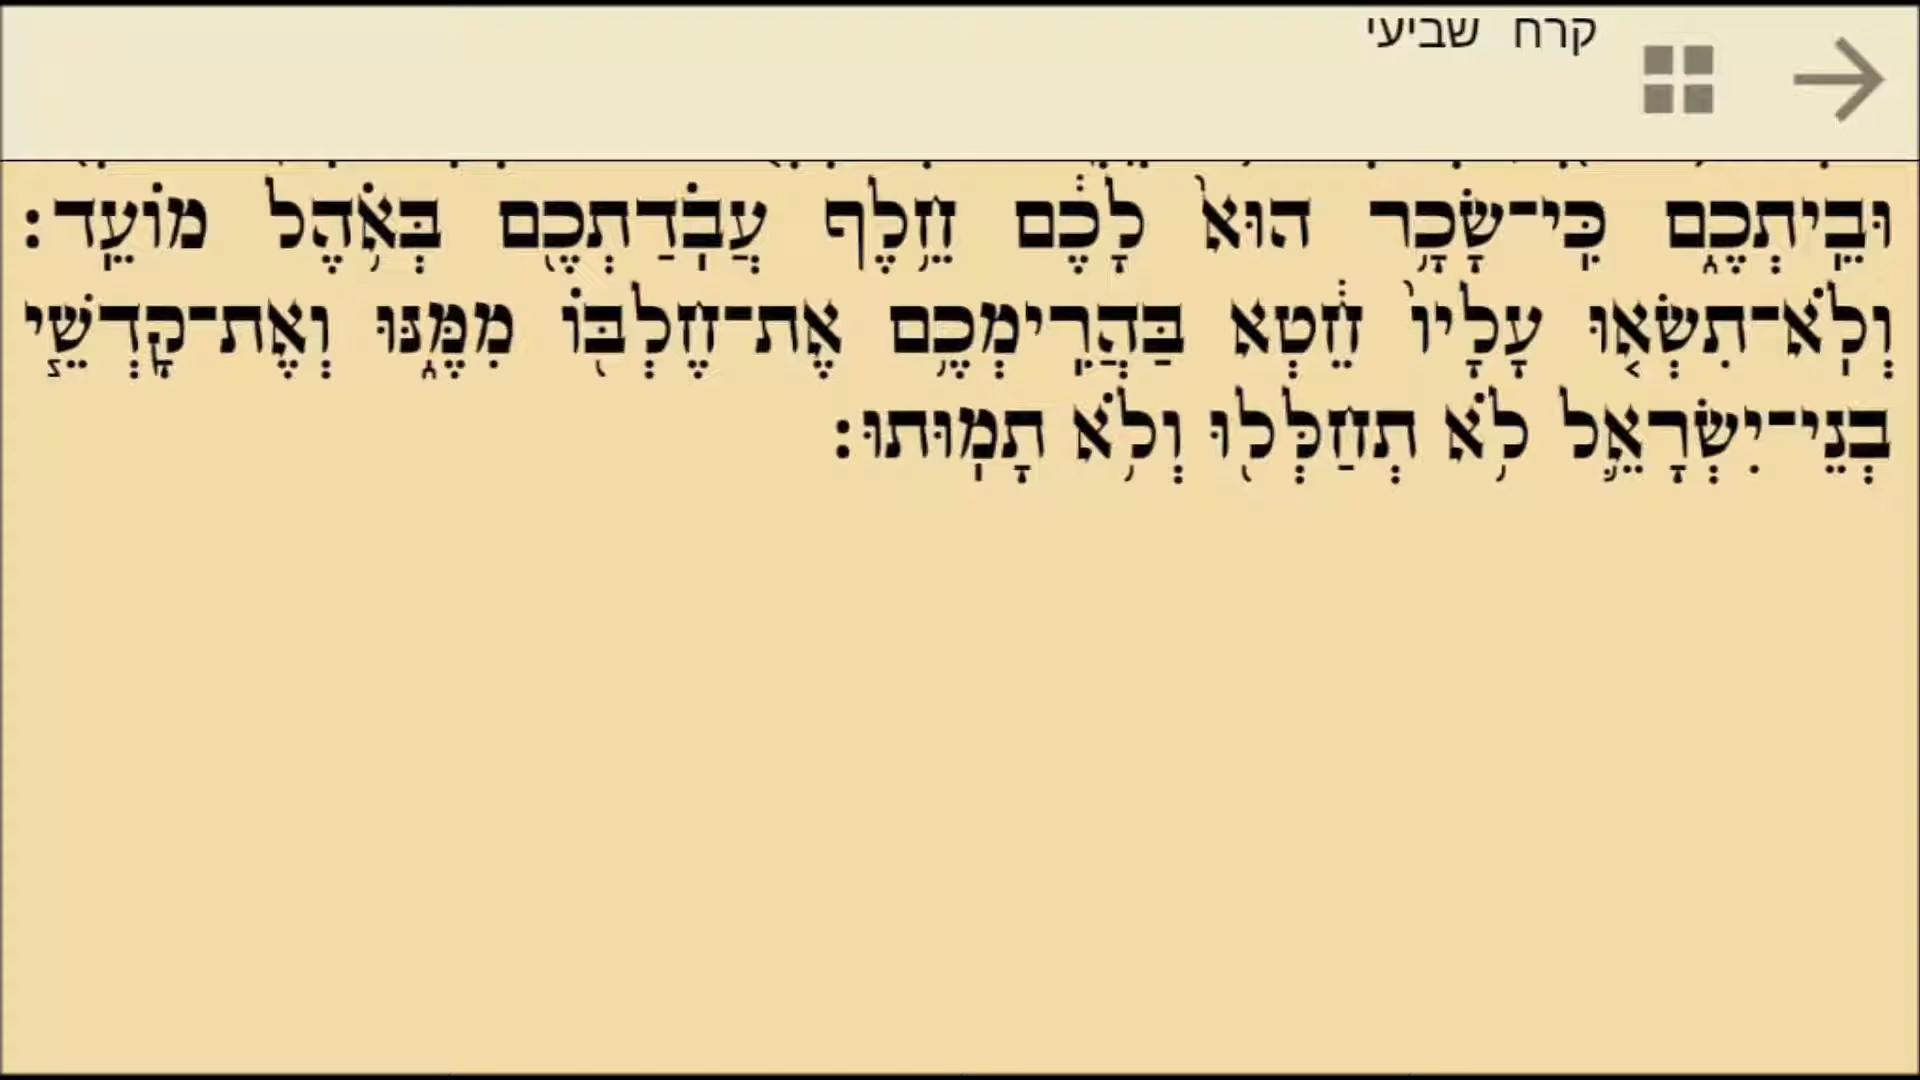 קרח שביעי
וּבֵֽיתְכֶ֑ם כִּֽי־שָׂכָ֥ר הוּא֙ לָכֶ֔ם חֵ֥לֶף עֲבֹֽדַתְכֶ֖ם בְּאֹ֥הֶל מוֹעֵֽד׃
וְלֹֽא־תִשְׂא֤וּ עָלָיו֙ חֵ֔טְא בַּהֲרִֽימְכֶ֥ם אֶת־חֶלְבּ֖וֹ מִמֶּ֑נּוּ וְאֶת־קָדְשֵׁ֧י
בְנֵי־יִשְׂרָאֵ֛ל לֹ֥א תְחַלְּל֖וּ וְלֹ֥א תָמֽוּתוּ׃